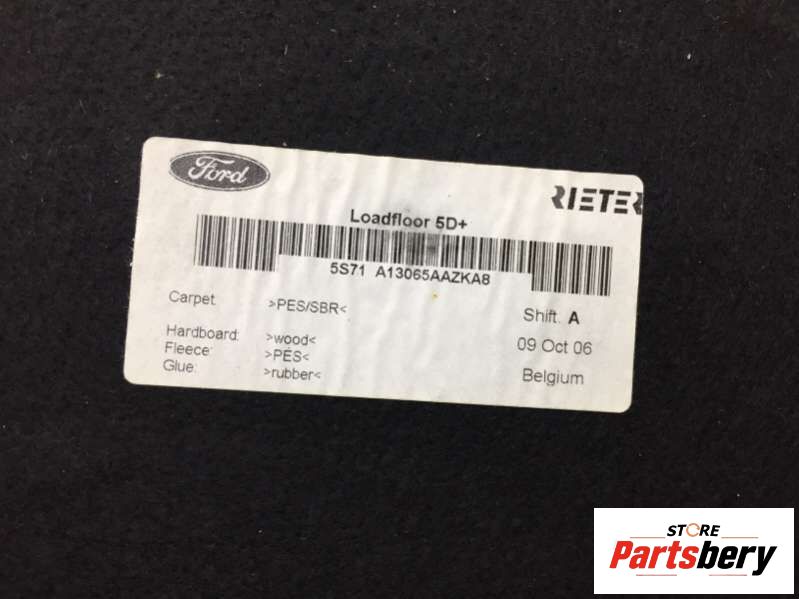 Ford
RIETER
Loadfloor 5D+
5S71 A13065AAZKA8
Carpet: >PES/SBR<
Shift: A
Hardboard: >wood<
09 Oct 06
Fleece: >PES<
Glue: >rubber<
Belgium
STORE
Partsbery